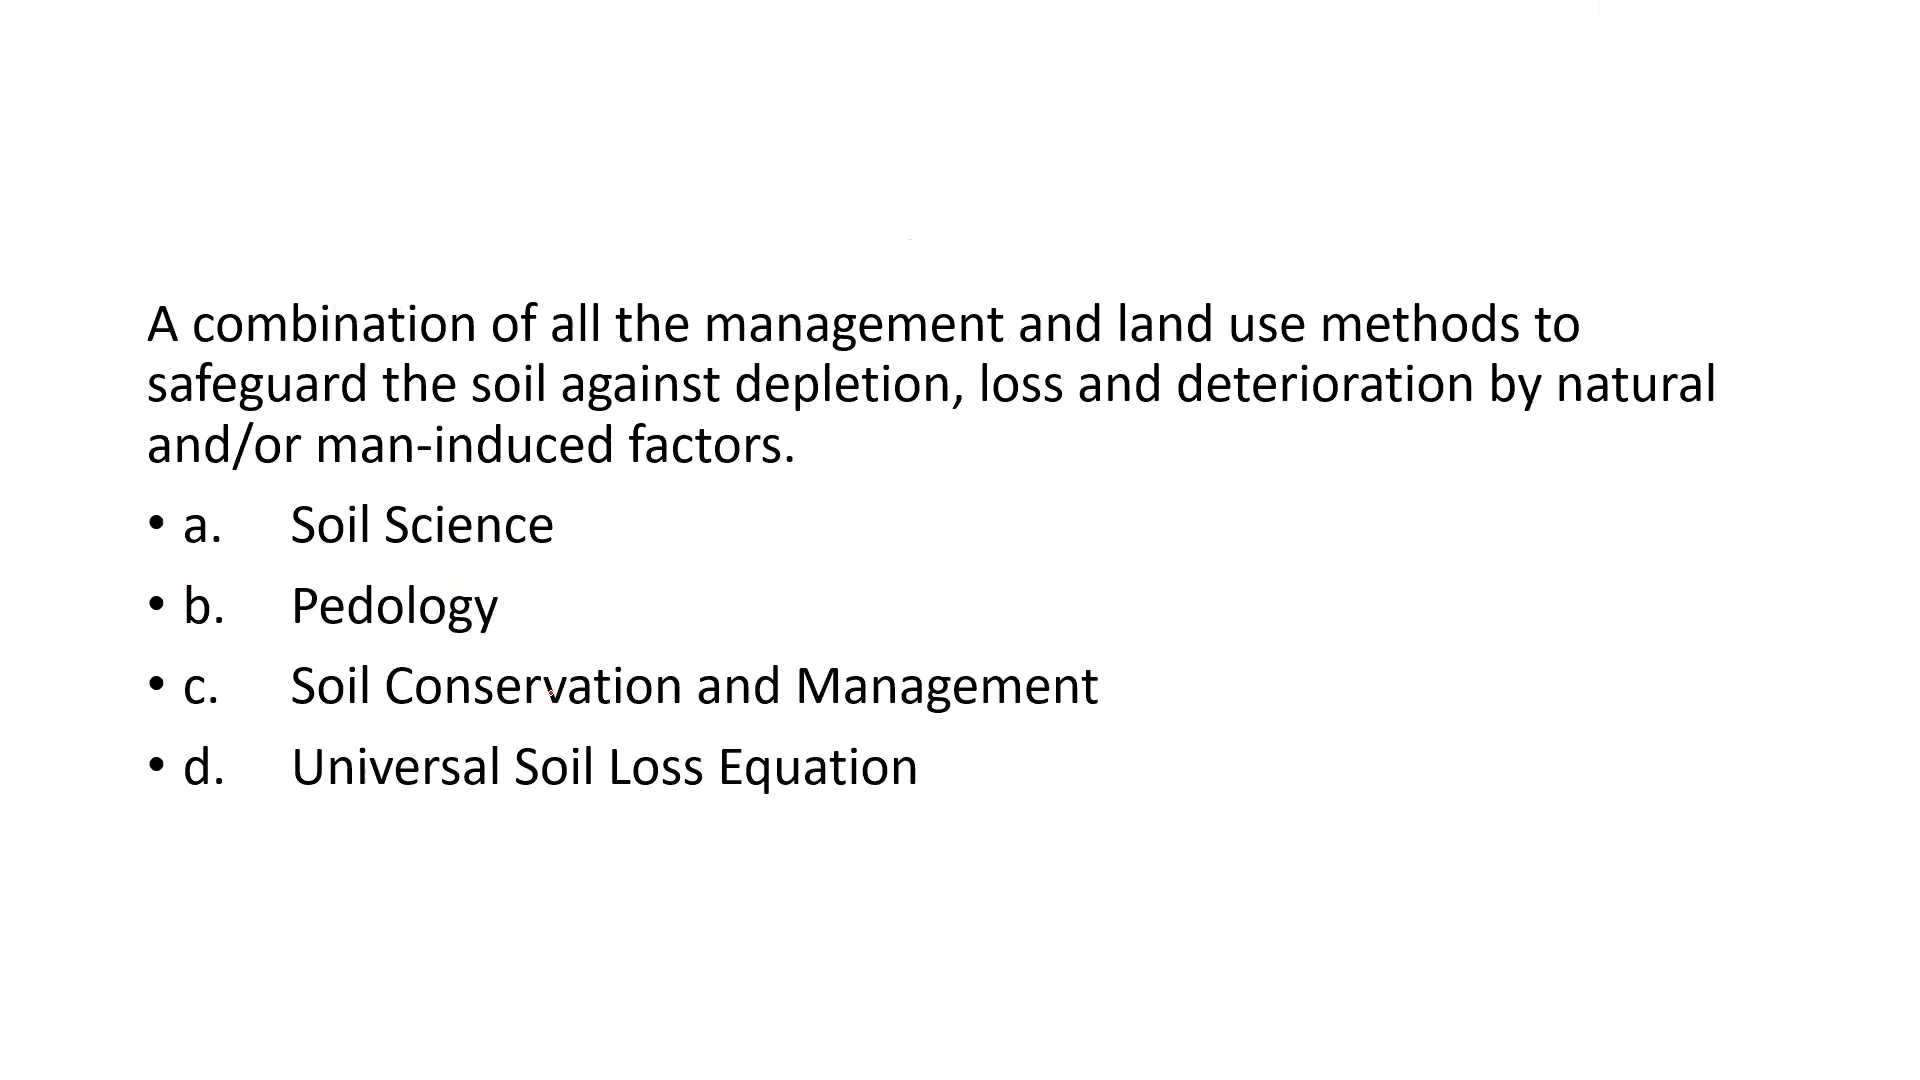 A combination of all the management and land use methods to
safeguard the soil against depletion, loss and deterioration by natural
and/or man-induced factors.
• a. Soil Science
• b. Pedology
• c. Soil Conservation and Management
• d. Universal Soil Loss Equation